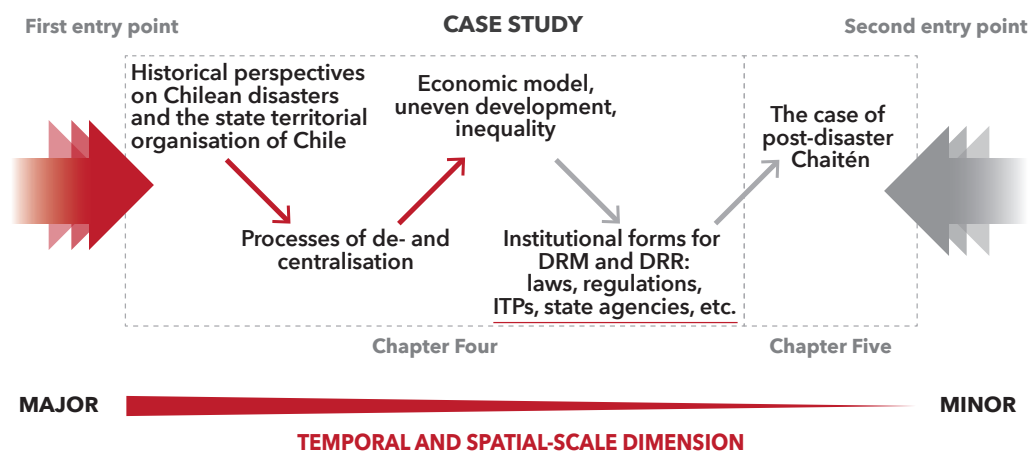 First entry point
CASE STUDY
Second entry point
Historical perspectives
on Chilean disasters
and the state territorial
organisation of Chile
Economic model,
uneven development,
inequality
The case of
post-disaster
Chaitén
Processes of de- and
centralisation
Institutional forms for
DRM and DRR:
laws, regulations,
ITPs, state agencies, etc.
Chapter Four
Chapter Five
MAJOR
MINOR
TEMPORAL AND SPATIAL-SCALE DIMENSION